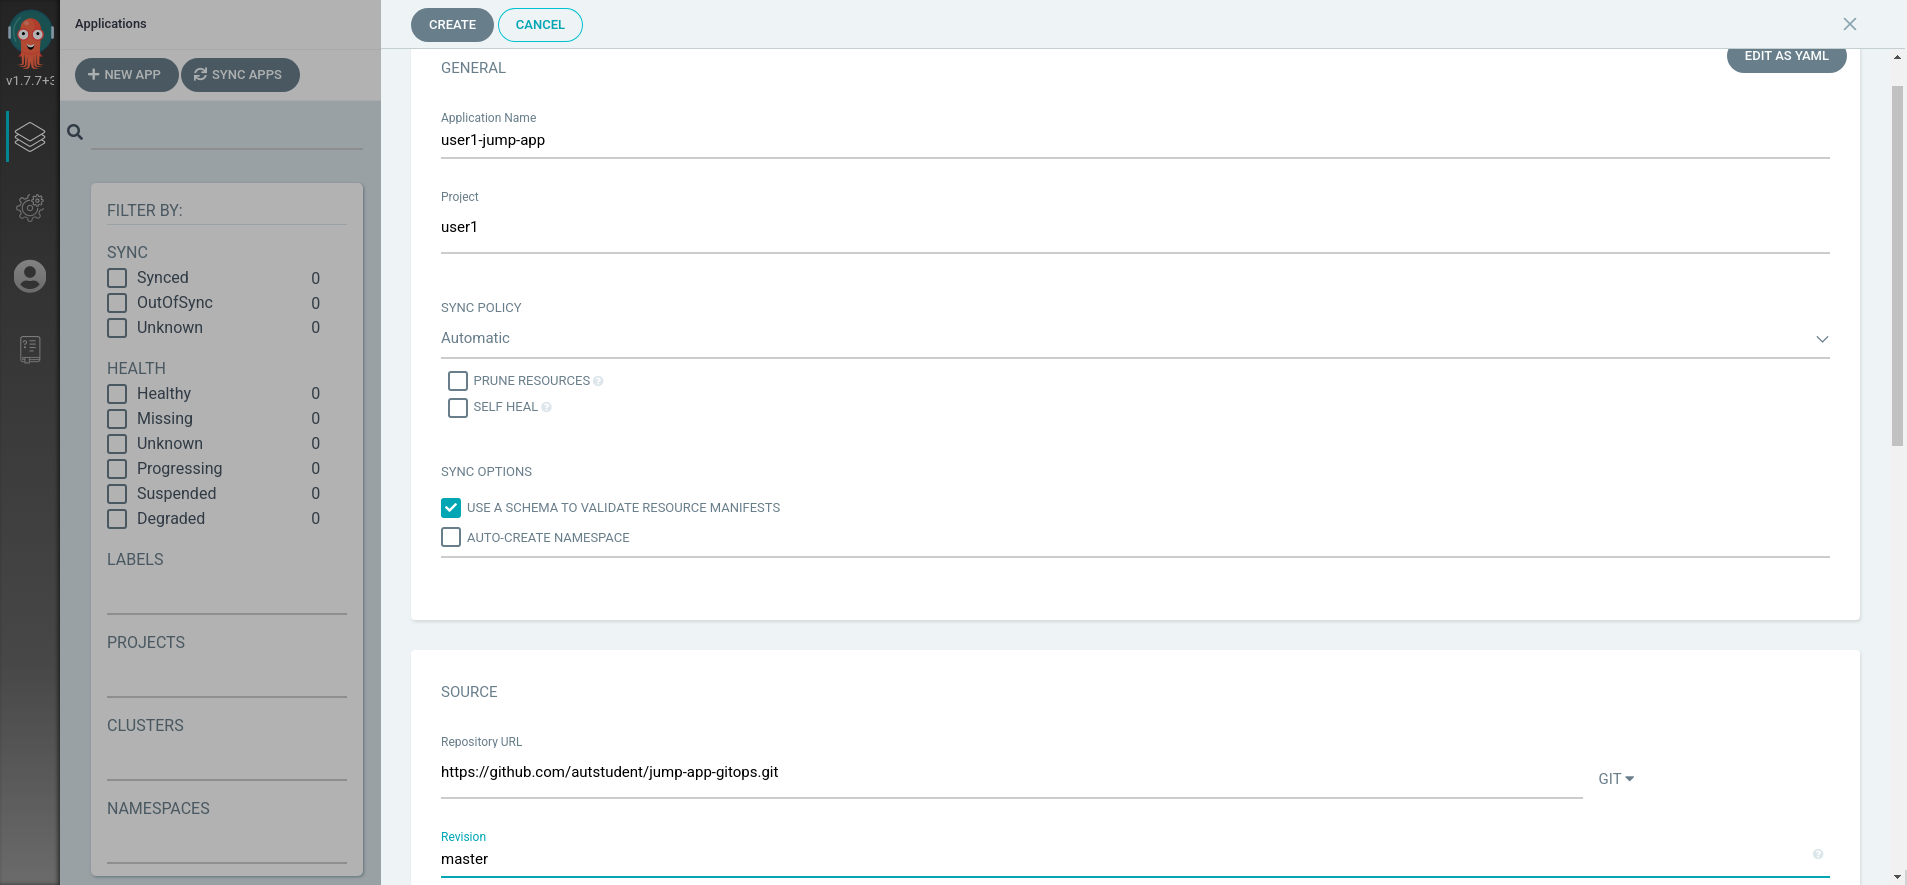 v1.7.7+3
Applications
NEW APP
SYNC APPS
FILTER BY:
SYNC
Synced 0
OutOfSync 0
Unknown 0
HEALTH
Healthy 0
Missing 0
Unknown 0
Progressing 0
Suspended 0
Degraded 0
LABELS
PROJECTS
CLUSTERS
NAMESPACES
CREATE
CANCEL
GENERAL
EDIT AS YAML
Application Name
user1-jump-app
Project
user1
SYNC POLICY
Automatic
PRUNE RESOURCES
SELF HEAL
SYNC OPTIONS
USE A SCHEMA TO VALIDATE RESOURCE MANIFESTS
AUTO-CREATE NAMESPACE
SOURCE
Repository URL
https://github.com/autstudent/jump-app-gitops.git
GIT
Revision
master